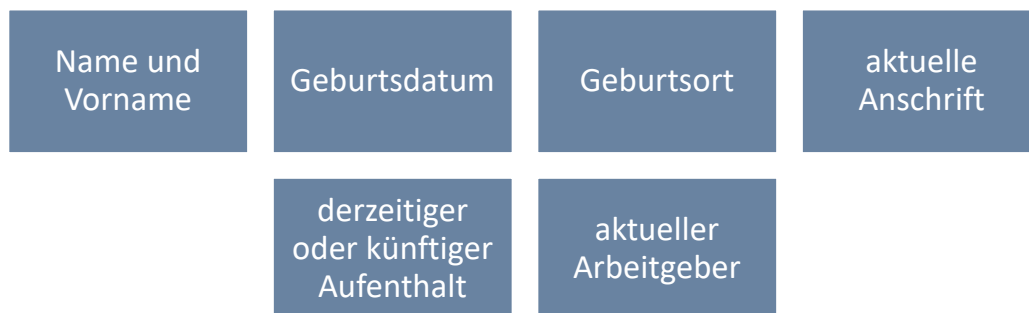 Name und
Vorname
Geburtsdatum
Geburtsort
aktuelle
Anschrift
derzeitiger
oder künftiger
Aufenthalt
aktueller
Arbeitgeber